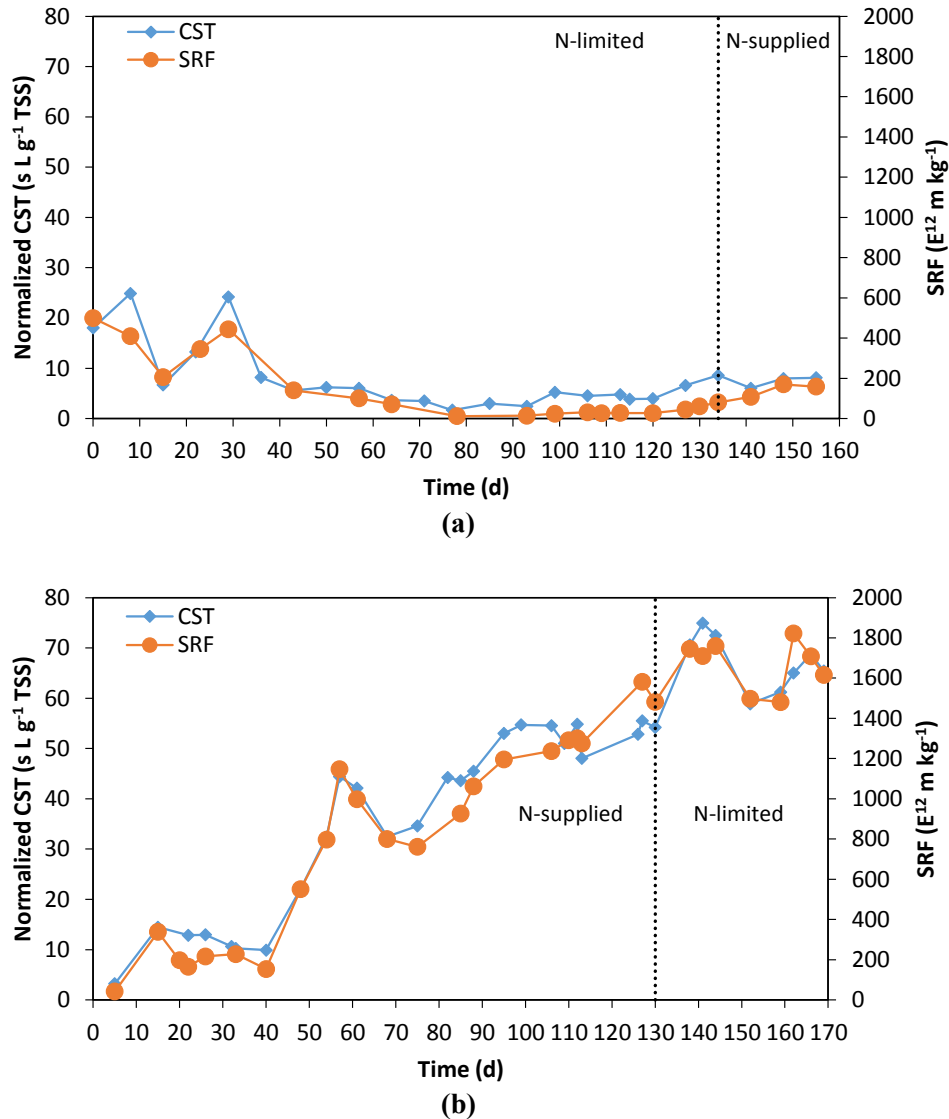 80 2000
CST N-limited N-supplied
SRF
70 1800
1600
60 1400
50 1200
40 1000
30 800
20 600
400
10 200
0 0
0 10 20 30 40 50 60 70 80 90 100 110 120 130 140 150 160
Normalized CST (s L g⁻¹ TSS)
SRF (E¹² m kg⁻¹)
Time (d)
(a)
80 2000
CST
SRF
70 1800
1600
60 1400
50 1200
N-supplied N-limited
40 1000
30 800
20 600
400
10 200
0 0
0 10 20 30 40 50 60 70 80 90 100 110 120 130 140 150 160 170
Normalized CST (s L g⁻¹ TSS)
SRF (E¹² m kg⁻¹)
Time (d)
(b)